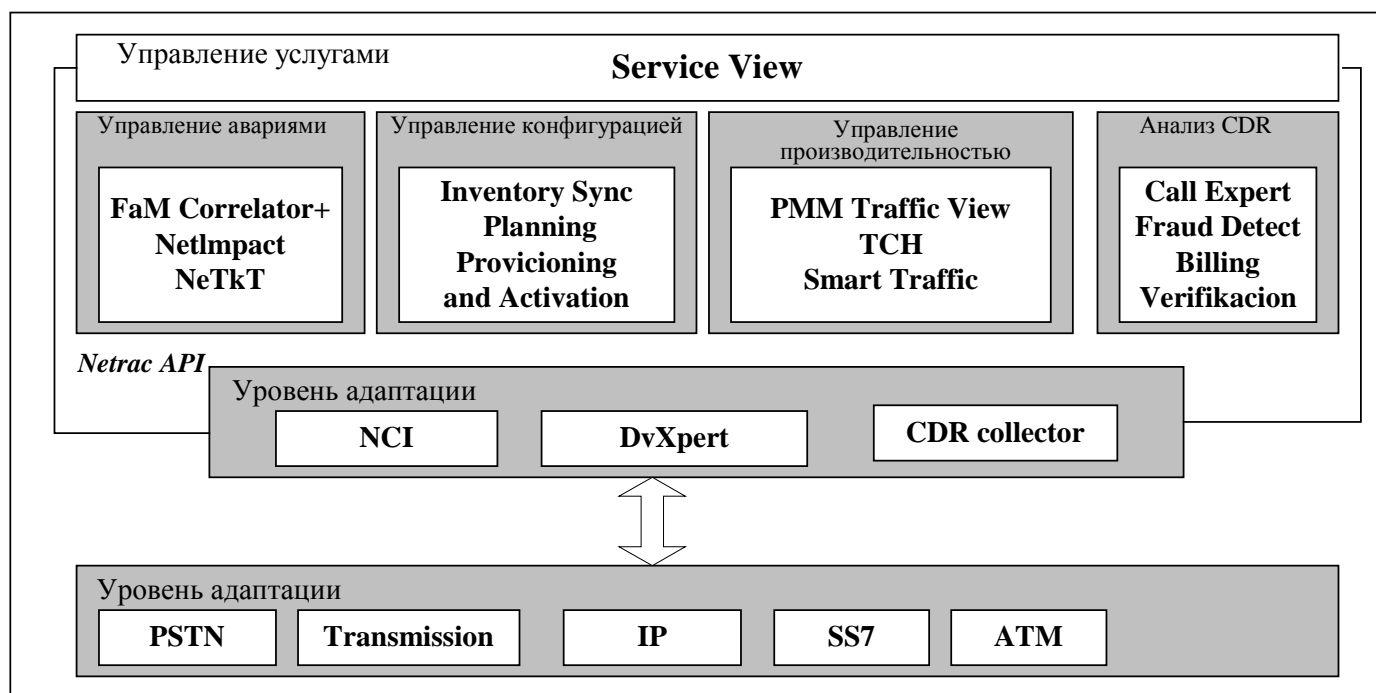 Управление услугами
Service View
Управление авариями
FaM Correlator+
NetImpact
NeTkT
Управление конфигурацией
Inventory Sync
Planning
Provicioning
and Activation
Управление
производительностью
PMM Traffic View
TCH
Smart Traffic
Анализ CDR
Call Expert
Fraud Detect
Billing
Verifikacion
Netrac API
Уровень адаптации
NCI
DvXpert
CDR collector
Уровень адаптации
PSTN
Transmission
IP
SS7
ATM